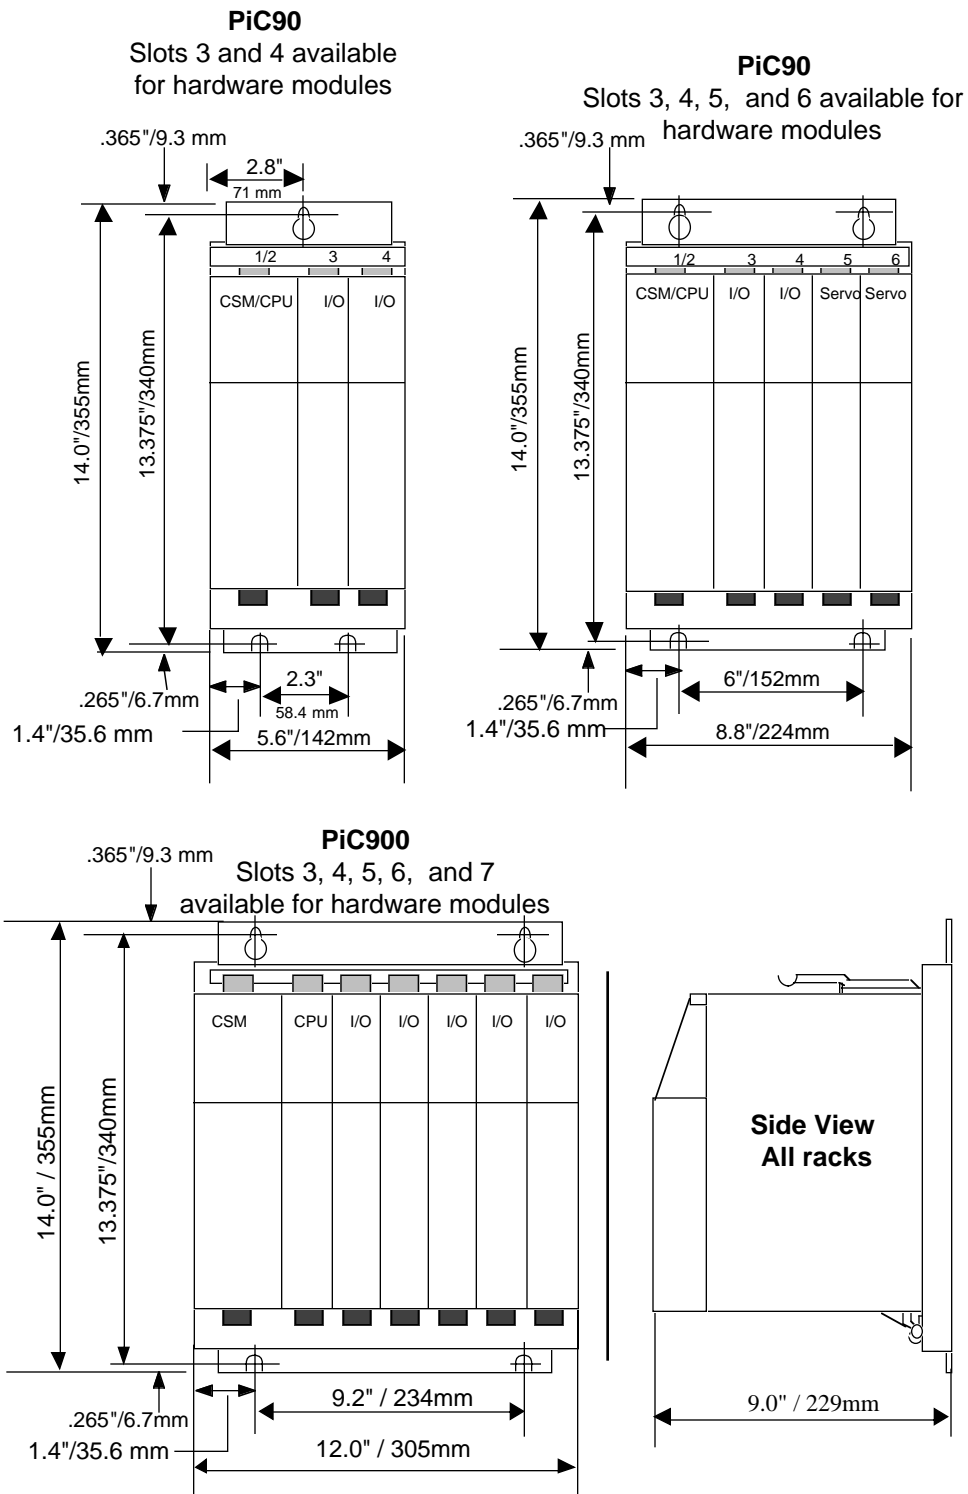 PiC90
Slots 3 and 4 available
for hardware modules
.365"/9.3 mm
2.8"
71 mm
1/2 3 4
CSM/CPU I/O I/O
14.0"/355mm
13.375"/340mm
.265"/6.7mm
2.3"
58.4 mm
1.4"/35.6 mm
5.6"/142mm
PiC90
Slots 3, 4, 5, and 6 available for
hardware modules
.365"/9.3 mm
1/2 3 4 5 6
CSM/CPU I/O I/O Servo Servo
14.0"/355mm
13.375"/340mm
6"/152mm
.265"/6.7mm
1.4"/35.6 mm
8.8"/224mm
PiC900
Slots 3, 4, 5, 6, and 7
available for hardware modules
.365"/9.3 mm
CSM CPU I/O I/O I/O I/O I/O
14.0" / 355mm
13.375"/340mm
9.2" / 234mm
.265"/6.7mm
1.4"/35.6 mm
12.0" / 305mm
Side View
All racks
9.0" / 229mm